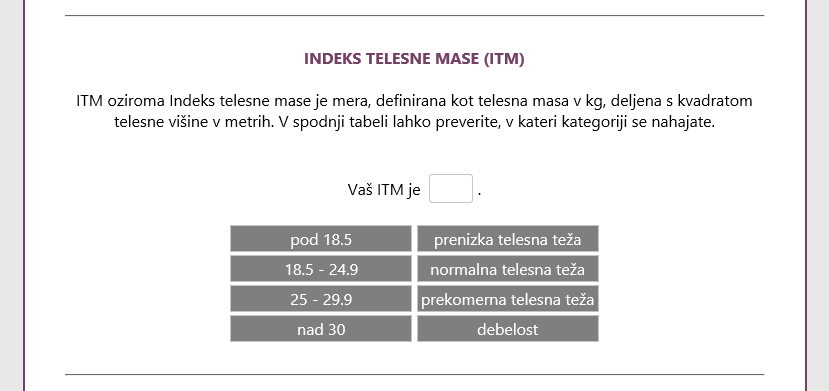 INDEKS TELESNE MASE (ITM)
ITM oziroma Indeks telesne mase je mera, definirana kot telesna masa v kg, deljena s kvadratom
telesne višine v metrih. V spodnji tabeli lahko preverite, v kateri kategoriji se nahajate.
Vaš ITM je .
pod 18.5 prenizka telesna teža
18.5 - 24.9 normalna telesna teža
25 - 29.9 prekomerna telesna teža
nad 30 debelost